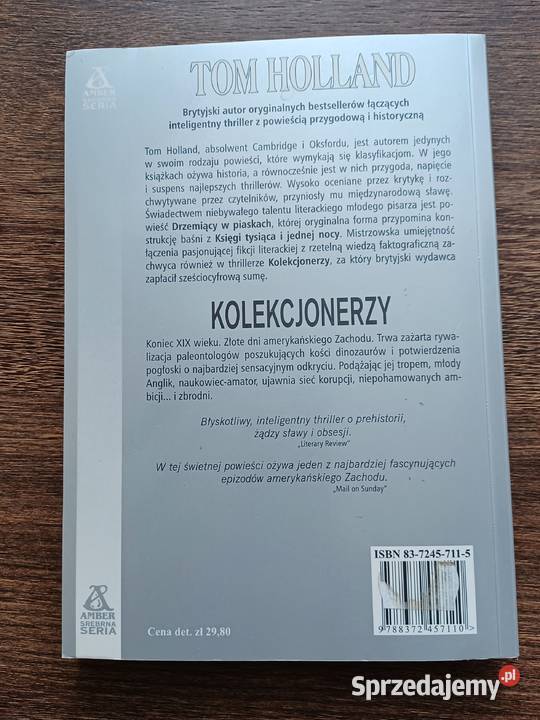 TOM HOLLAND
Brytyjski autor oryginalnych bestsellerów łączących
inteligentny thriller z powieścią przygodową i historyczną
Tom Holland, absolwent Cambridge i Oksfordu, jest autorem jedynych
w swoim rodzaju powieści, które wymykają się klasyfikacjom. W jego
książkach ożywa historia, a równocześnie jest w nich przygoda, napięcie
i suspens najlepszych thrillerów. Wysoko oceniane przez krytykę i roz-
chwytywane przez czytelników, przyniosły mu międzynarodową sławę.
Świadectwem niebywałego talentu literackiego młodego pisarza jest po-
wieść Drzemiący w piaskach, której oryginalna forma przypomina kon-
strukcję baśni z Księgi tysiąca i jednej nocy. Mistrzowska umiejętność
łączenia pasjonującej fikcji literackiej z rzetelną wiedzą faktograficzną za-
chwyca również w thrillerze Kolekcjonerzy, za który brytyjski wydawca
zapłacił sześciocyfrową sumę.
KOLEKCJONERZY
Koniec XIX wieku. Złote dni amerykańskiego Zachodu. Trwa zażarta rywa-
lizacja paleontologów poszukujących kości dinozaurów i potwierdzenia
pogłoski o najbardziej sensacyjnym odkryciu. Podążając jej tropem, młody
Anglik, naukowiec-amator, ujawnia sieć korupcji, niepohamowanych am-
bicji... i zbrodni.
Błyskotliwy, inteligentny thriller o prehistorii,
żądzy sławy i obsesji.
„Literary Review”
W tej świetnej powieści ożywa jeden z najbardziej fascynujących
epizodów amerykańskiego Zachodu.
„Mail on Sunday”
ISBN 83-7245-711-5
9 788372 457110 >
Cena det. zł 29,80
AMBER
SREBRNA
SERIA
AMBER
SREBRNA
SERIA
Sprzedajemy.pl